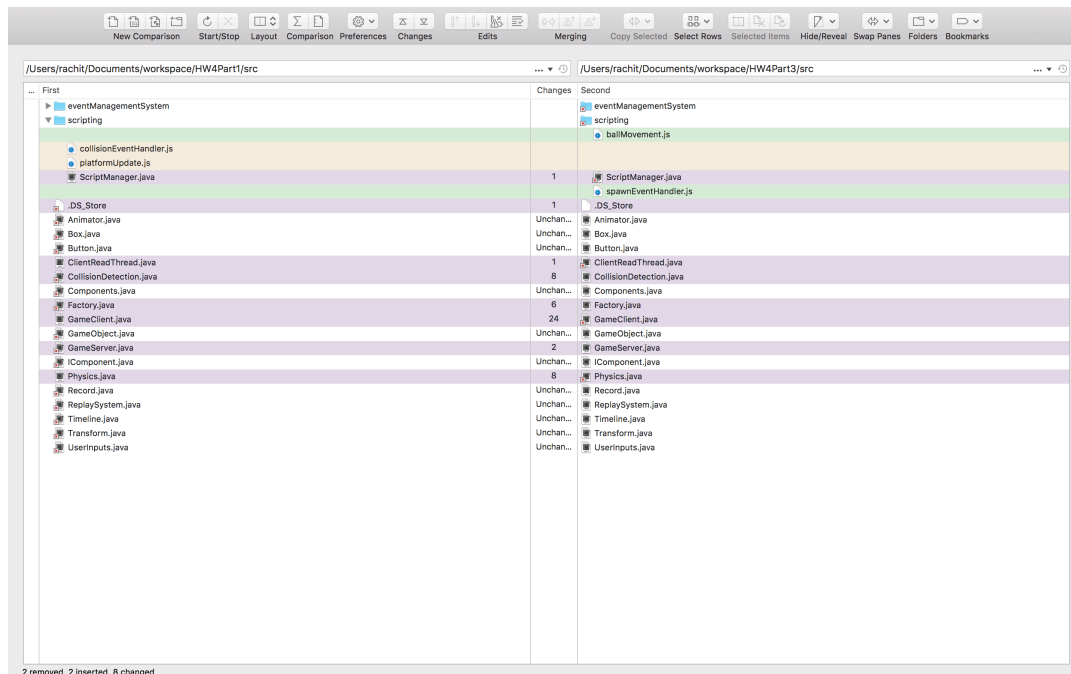 New Comparison Start/Stop Layout Comparison Preferences Changes Edits Merging Copy Selected Select Rows Selected Items Hide/Reveal Swap Panes Folders Bookmarks
/Users/rachit/Documents/workspace/HW4Part1/src ... /Users/rachit/Documents/workspace/HW4Part3/src ...
... First Changes Second
eventManagementSystem eventManagementSystem
scripting scripting
ballMovement.js
collisionEventHandler.js
platformUpdate.js
ScriptManager.java 1 ScriptManager.java
spawnEventHandler.js
.DS_Store 1 .DS_Store
Animator.java Unchan... Animator.java
Box.java Unchan... Box.java
Button.java Unchan... Button.java
ClientReadThread.java 1 ClientReadThread.java
CollisionDetection.java 8 CollisionDetection.java
Components.java Unchan... Components.java
Factory.java 6 Factory.java
GameClient.java 24 GameClient.java
GameObject.java Unchan... GameObject.java
GameServer.java 2 GameServer.java
IComponent.java Unchan... IComponent.java
Physics.java 8 Physics.java
Record.java Unchan... Record.java
ReplaySystem.java Unchan... ReplaySystem.java
Timeline.java Unchan... Timeline.java
Transform.java Unchan... Transform.java
UserInputs.java Unchan... UserInputs.java
2 removed, 2 inserted, 8 changed